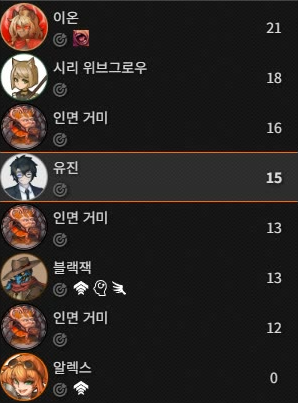 이온
21
시리 위브그로우
18
인면 거미
16
유진
15
인면 거미
13
블랙잭
13
인면 거미
12
알렉스
0